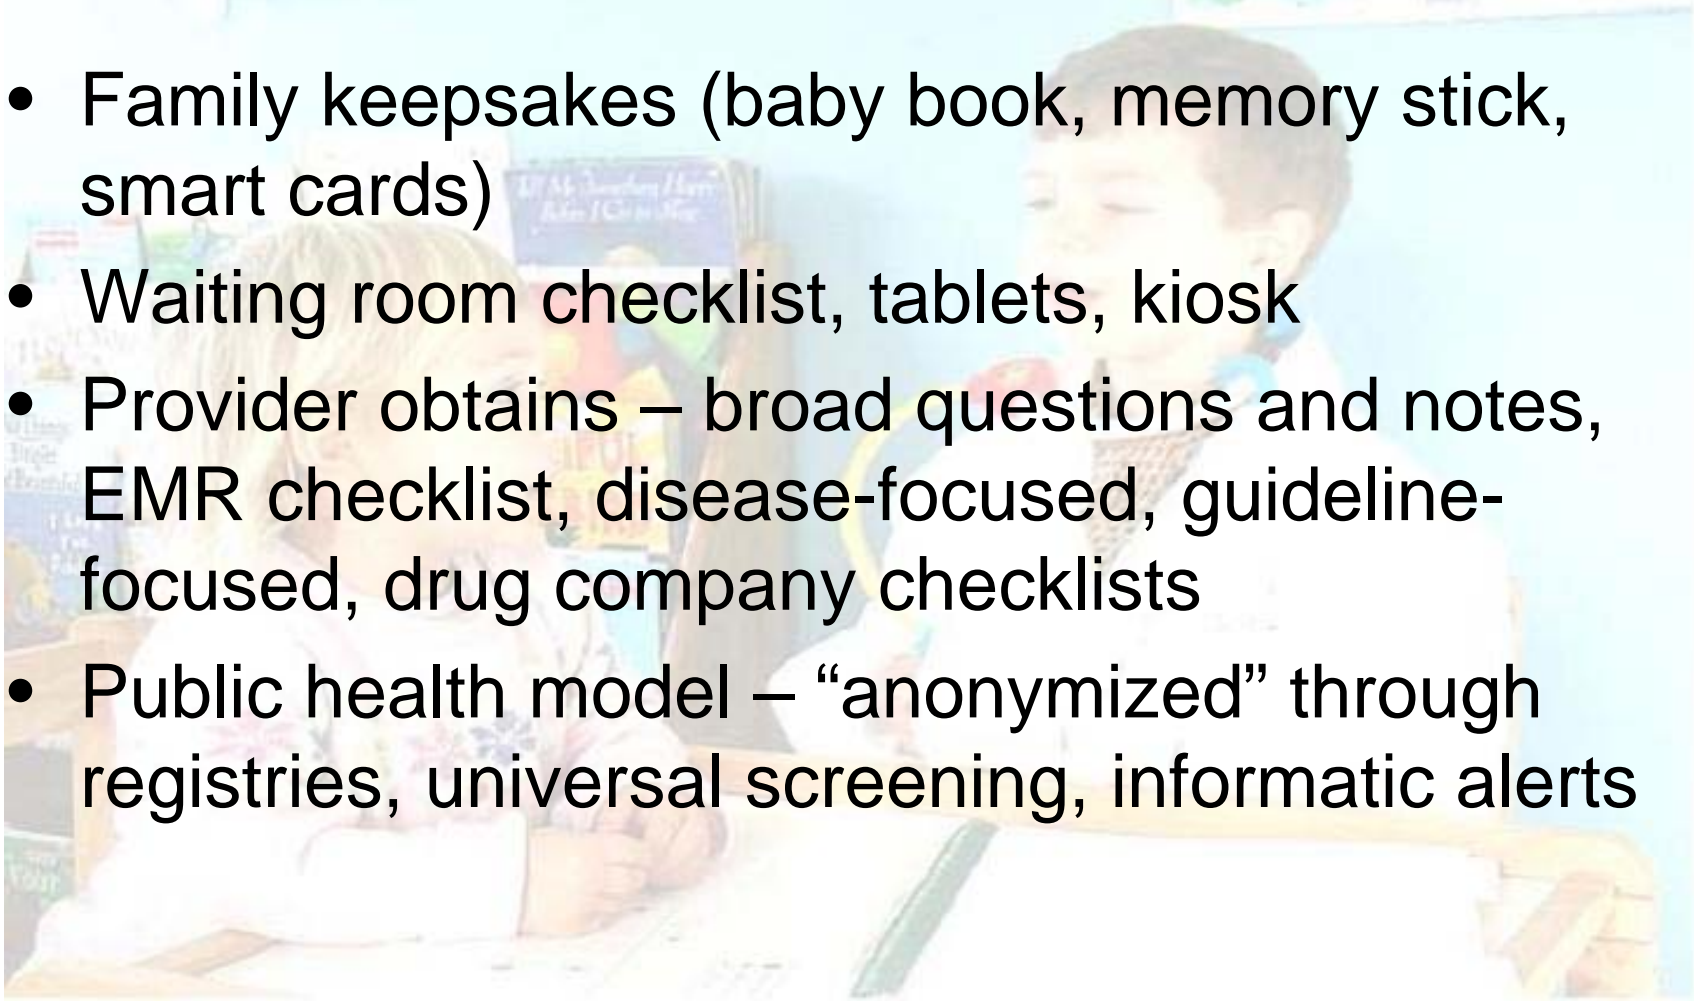 • Family keepsakes (baby book, memory stick,
smart cards)
• Waiting room checklist, tablets, kiosk
• Provider obtains – broad questions and notes,
EMR checklist, disease-focused, guideline-
focused, drug company checklists
• Public health model – “anonymized” through
registries, universal screening, informatic alerts